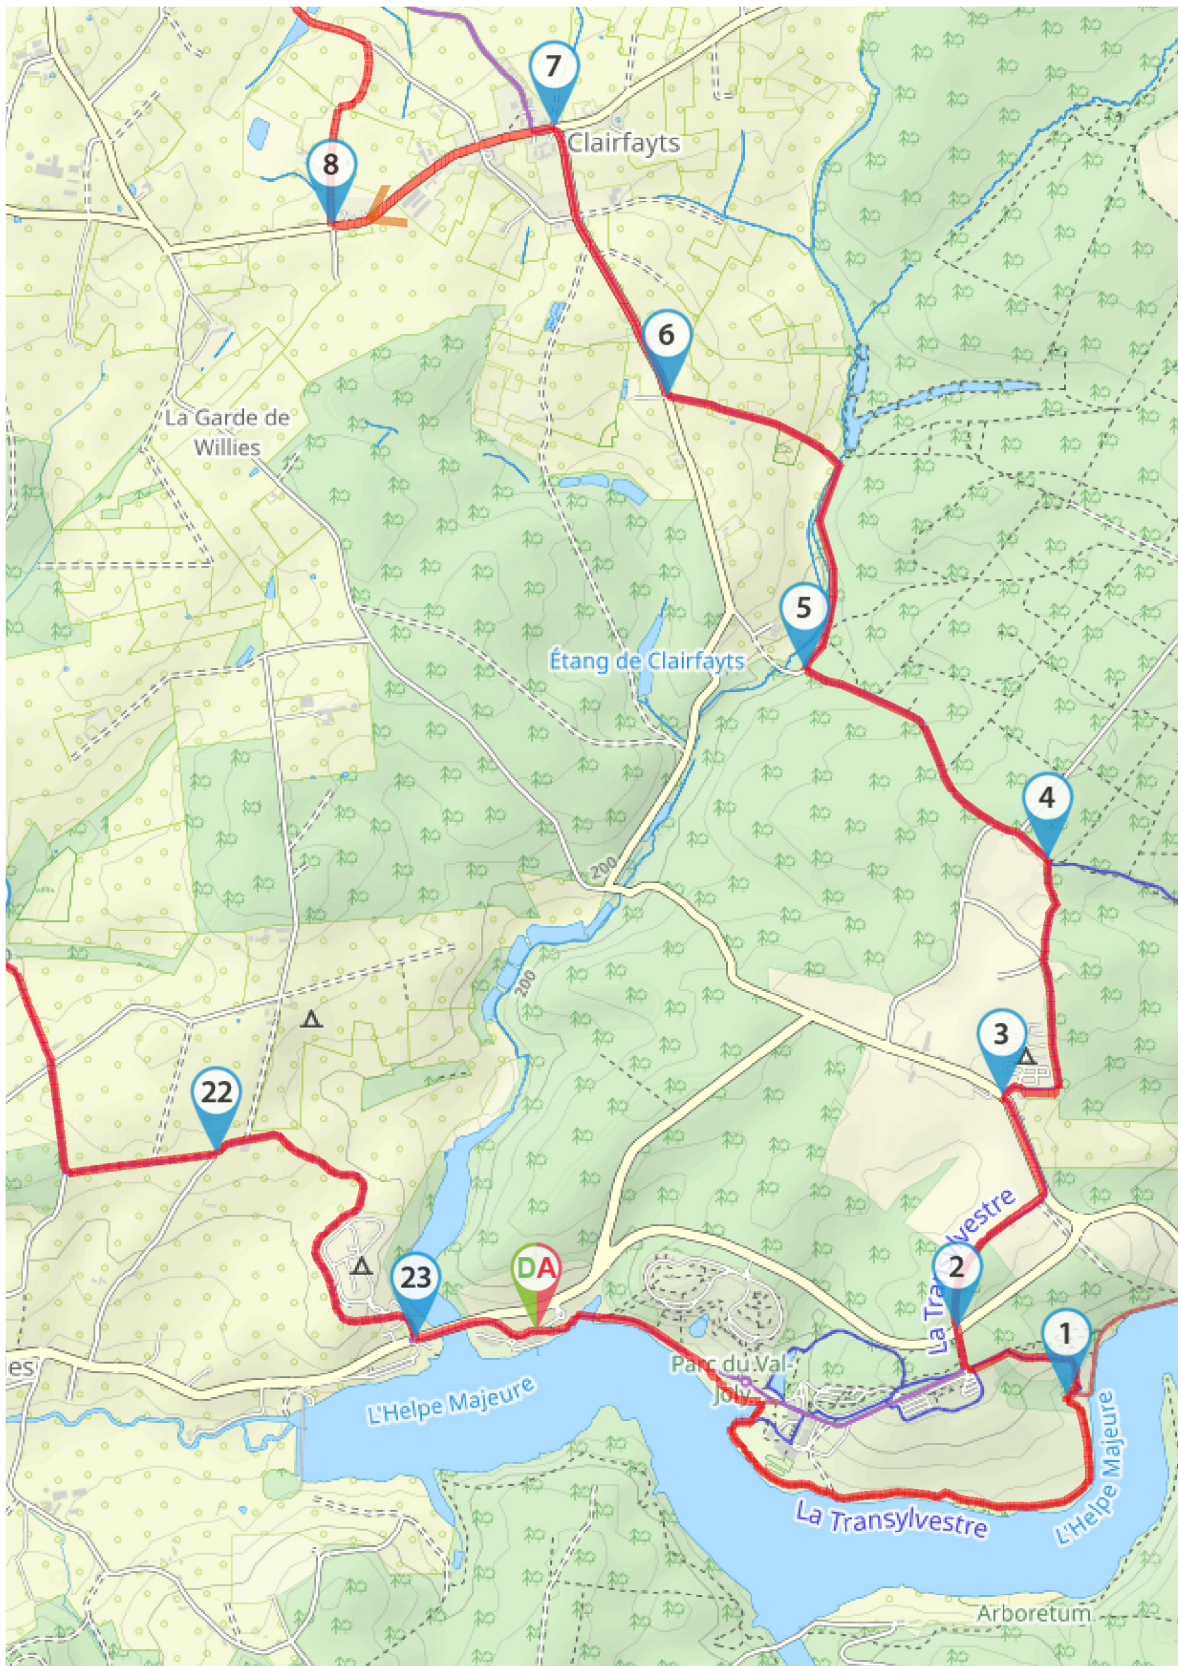 7
Clairfayts
8
6
La Garde de
Willies
5
Étang de Clairfayts
4
200
200
3
22
La Transylvestre
2
23
DA
1
es
Parc du Val-
Joly
L'Helpe Majeure
L'Helpe Majeure
La Transylvestre
Arboretum